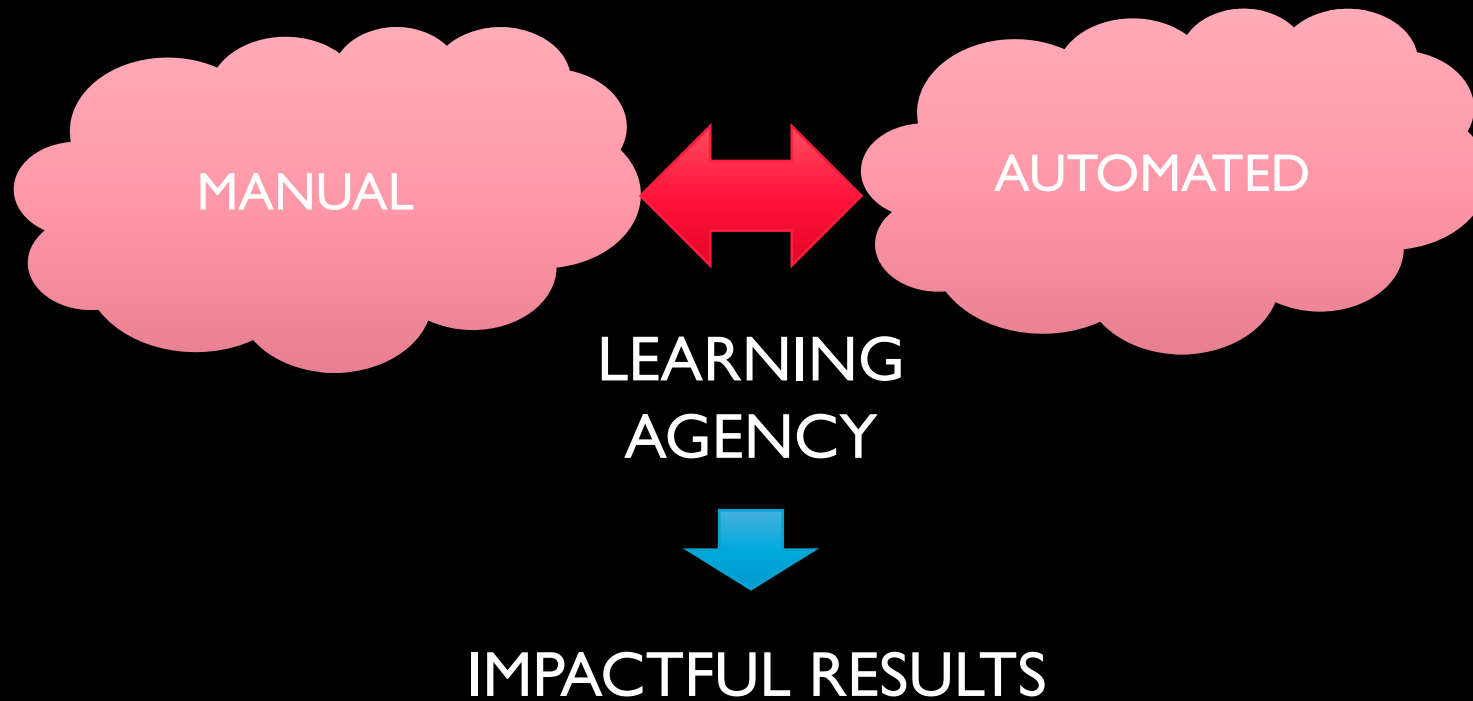 MANUAL
AUTOMATED
LEARNING
AGENCY
IMPACTFUL RESULTS